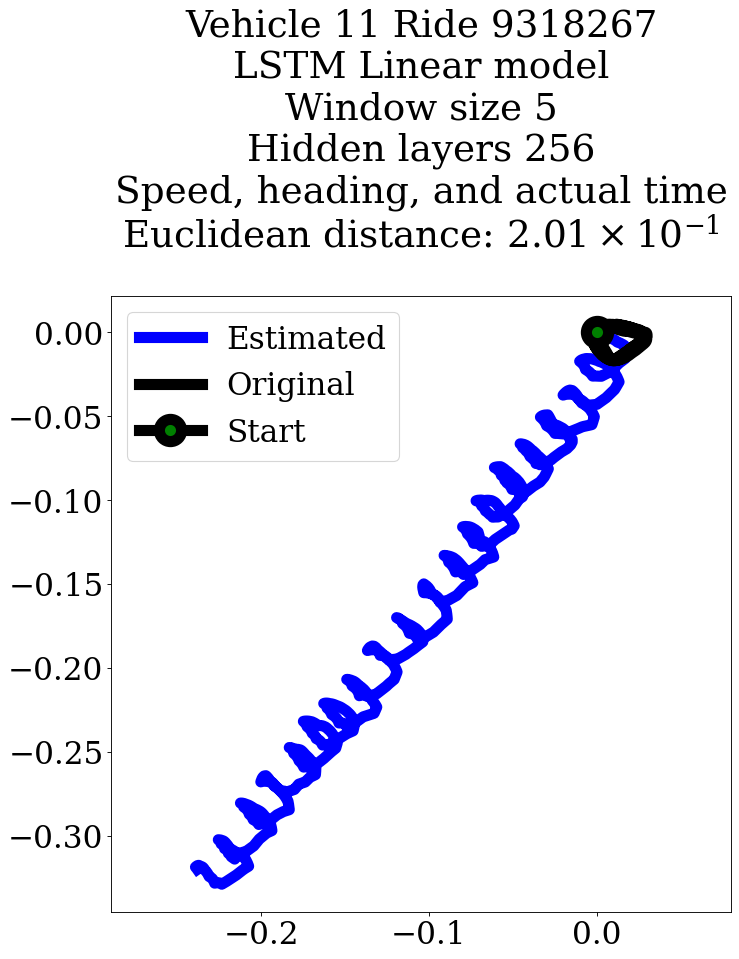 Vehicle 11 Ride 9318267
LSTM Linear model
Window size 5
Hidden layers 256
Speed, heading, and actual time
Euclidean distance: 2.01 × 10⁻¹
Estimated
Original
Start
0.00
−0.05
−0.10
−0.15
−0.20
−0.25
−0.30
−0.2 −0.1 0.0